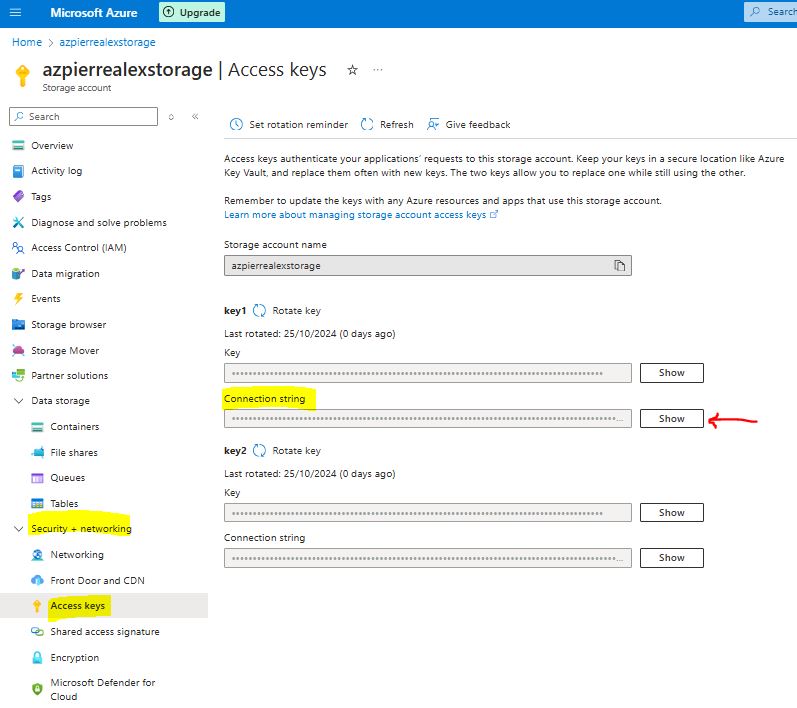 Microsoft Azure
Upgrade
Search
Home > azpierrealexstorage
azpierrealexstorage | Access keys
Storage account
Search
Overview
Activity log
Tags
Diagnose and solve problems
Access Control (IAM)
Data migration
Events
Storage browser
Storage Mover
Partner solutions
Data storage
Containers
File shares
Queues
Tables
Security + networking
Networking
Front Door and CDN
Access keys
Shared access signature
Encryption
Microsoft Defender for
Cloud
Set rotation reminder
Refresh
Give feedback
Access keys authenticate your applications' requests to this storage account. Keep your keys in a secure location like Azure
Key Vault, and replace them often with new keys. The two keys allow you to replace one while still using the other.
Remember to update the keys with any Azure resources and apps that use this storage account.
Learn more about managing storage account access keys
Storage account name
azpierrealexstorage
key1 Rotate key
Last rotated: 25/10/2024 (0 days ago)
Key
Show
Connection string
Show
key2 Rotate key
Last rotated: 25/10/2024 (0 days ago)
Key
Show
Connection string
Show